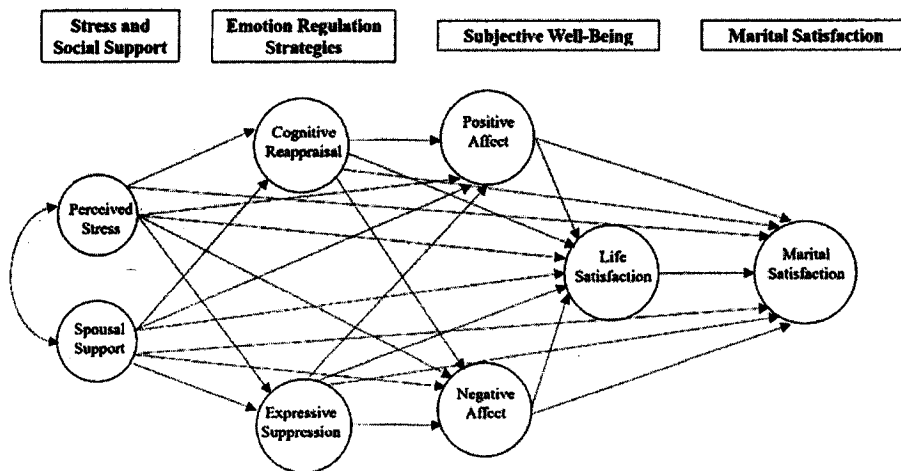 Stress and
Social Support
Emotion Regulation
Strategies
Subjective Well-Being
Marital Satisfaction
Cognitive
Reappraisal
Positive
Affect
Perceived
Stress
Life
Satisfaction
Marital
Satisfaction
Spousal
Support
Expressive
Suppression
Negative
Affect